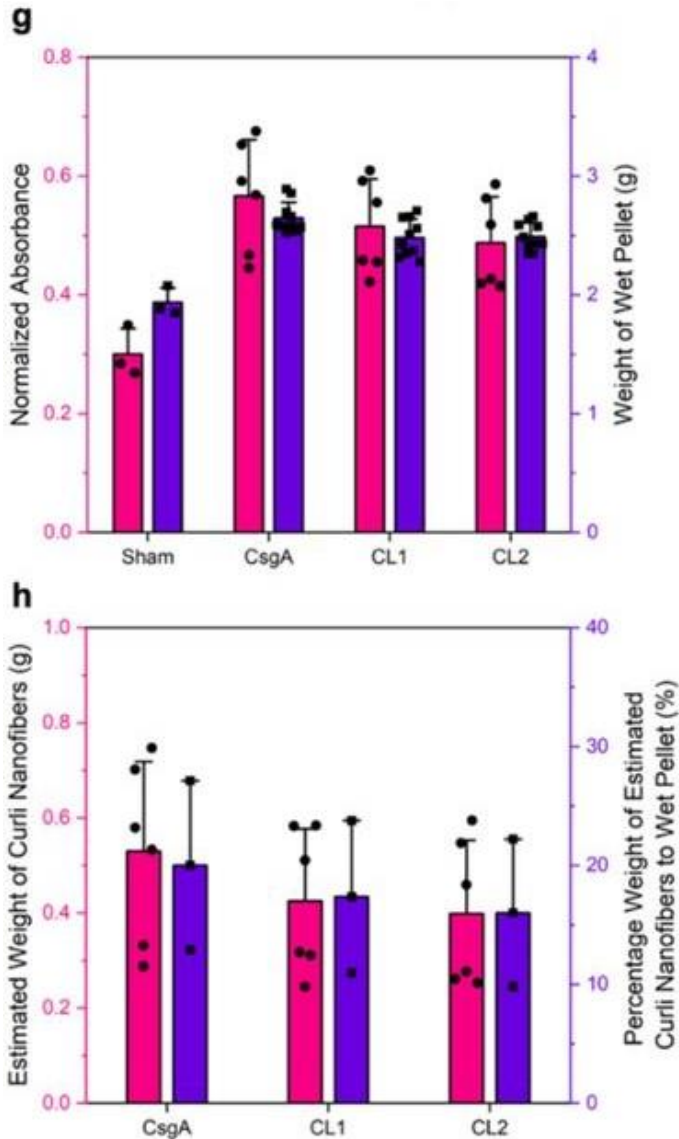 g
0.8
0.6
0.4
0.2
0.0
Normalized Absorbance
4
3
2
1
0
Weight of Wet Pellet (g)
Sham CsgA CL1 CL2
h
1.0
0.8
0.6
0.4
0.2
0.0
Estimated Weight of Curli Nanofibers (g)
40
30
20
10
0
Percentage Weight of Estimated
Curli Nanofibers to Wet Pellet (%)
CsgA CL1 CL2